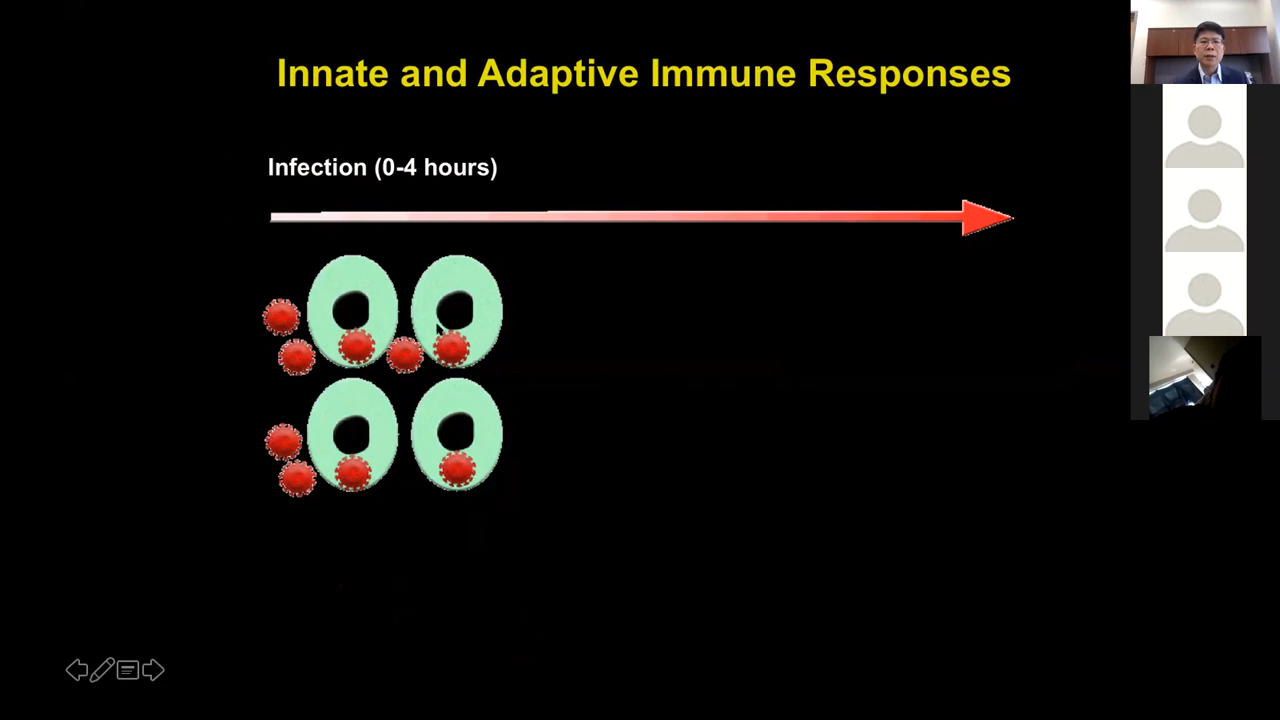 Innate and Adaptive Immune Responses
Infection (0-4 hours)